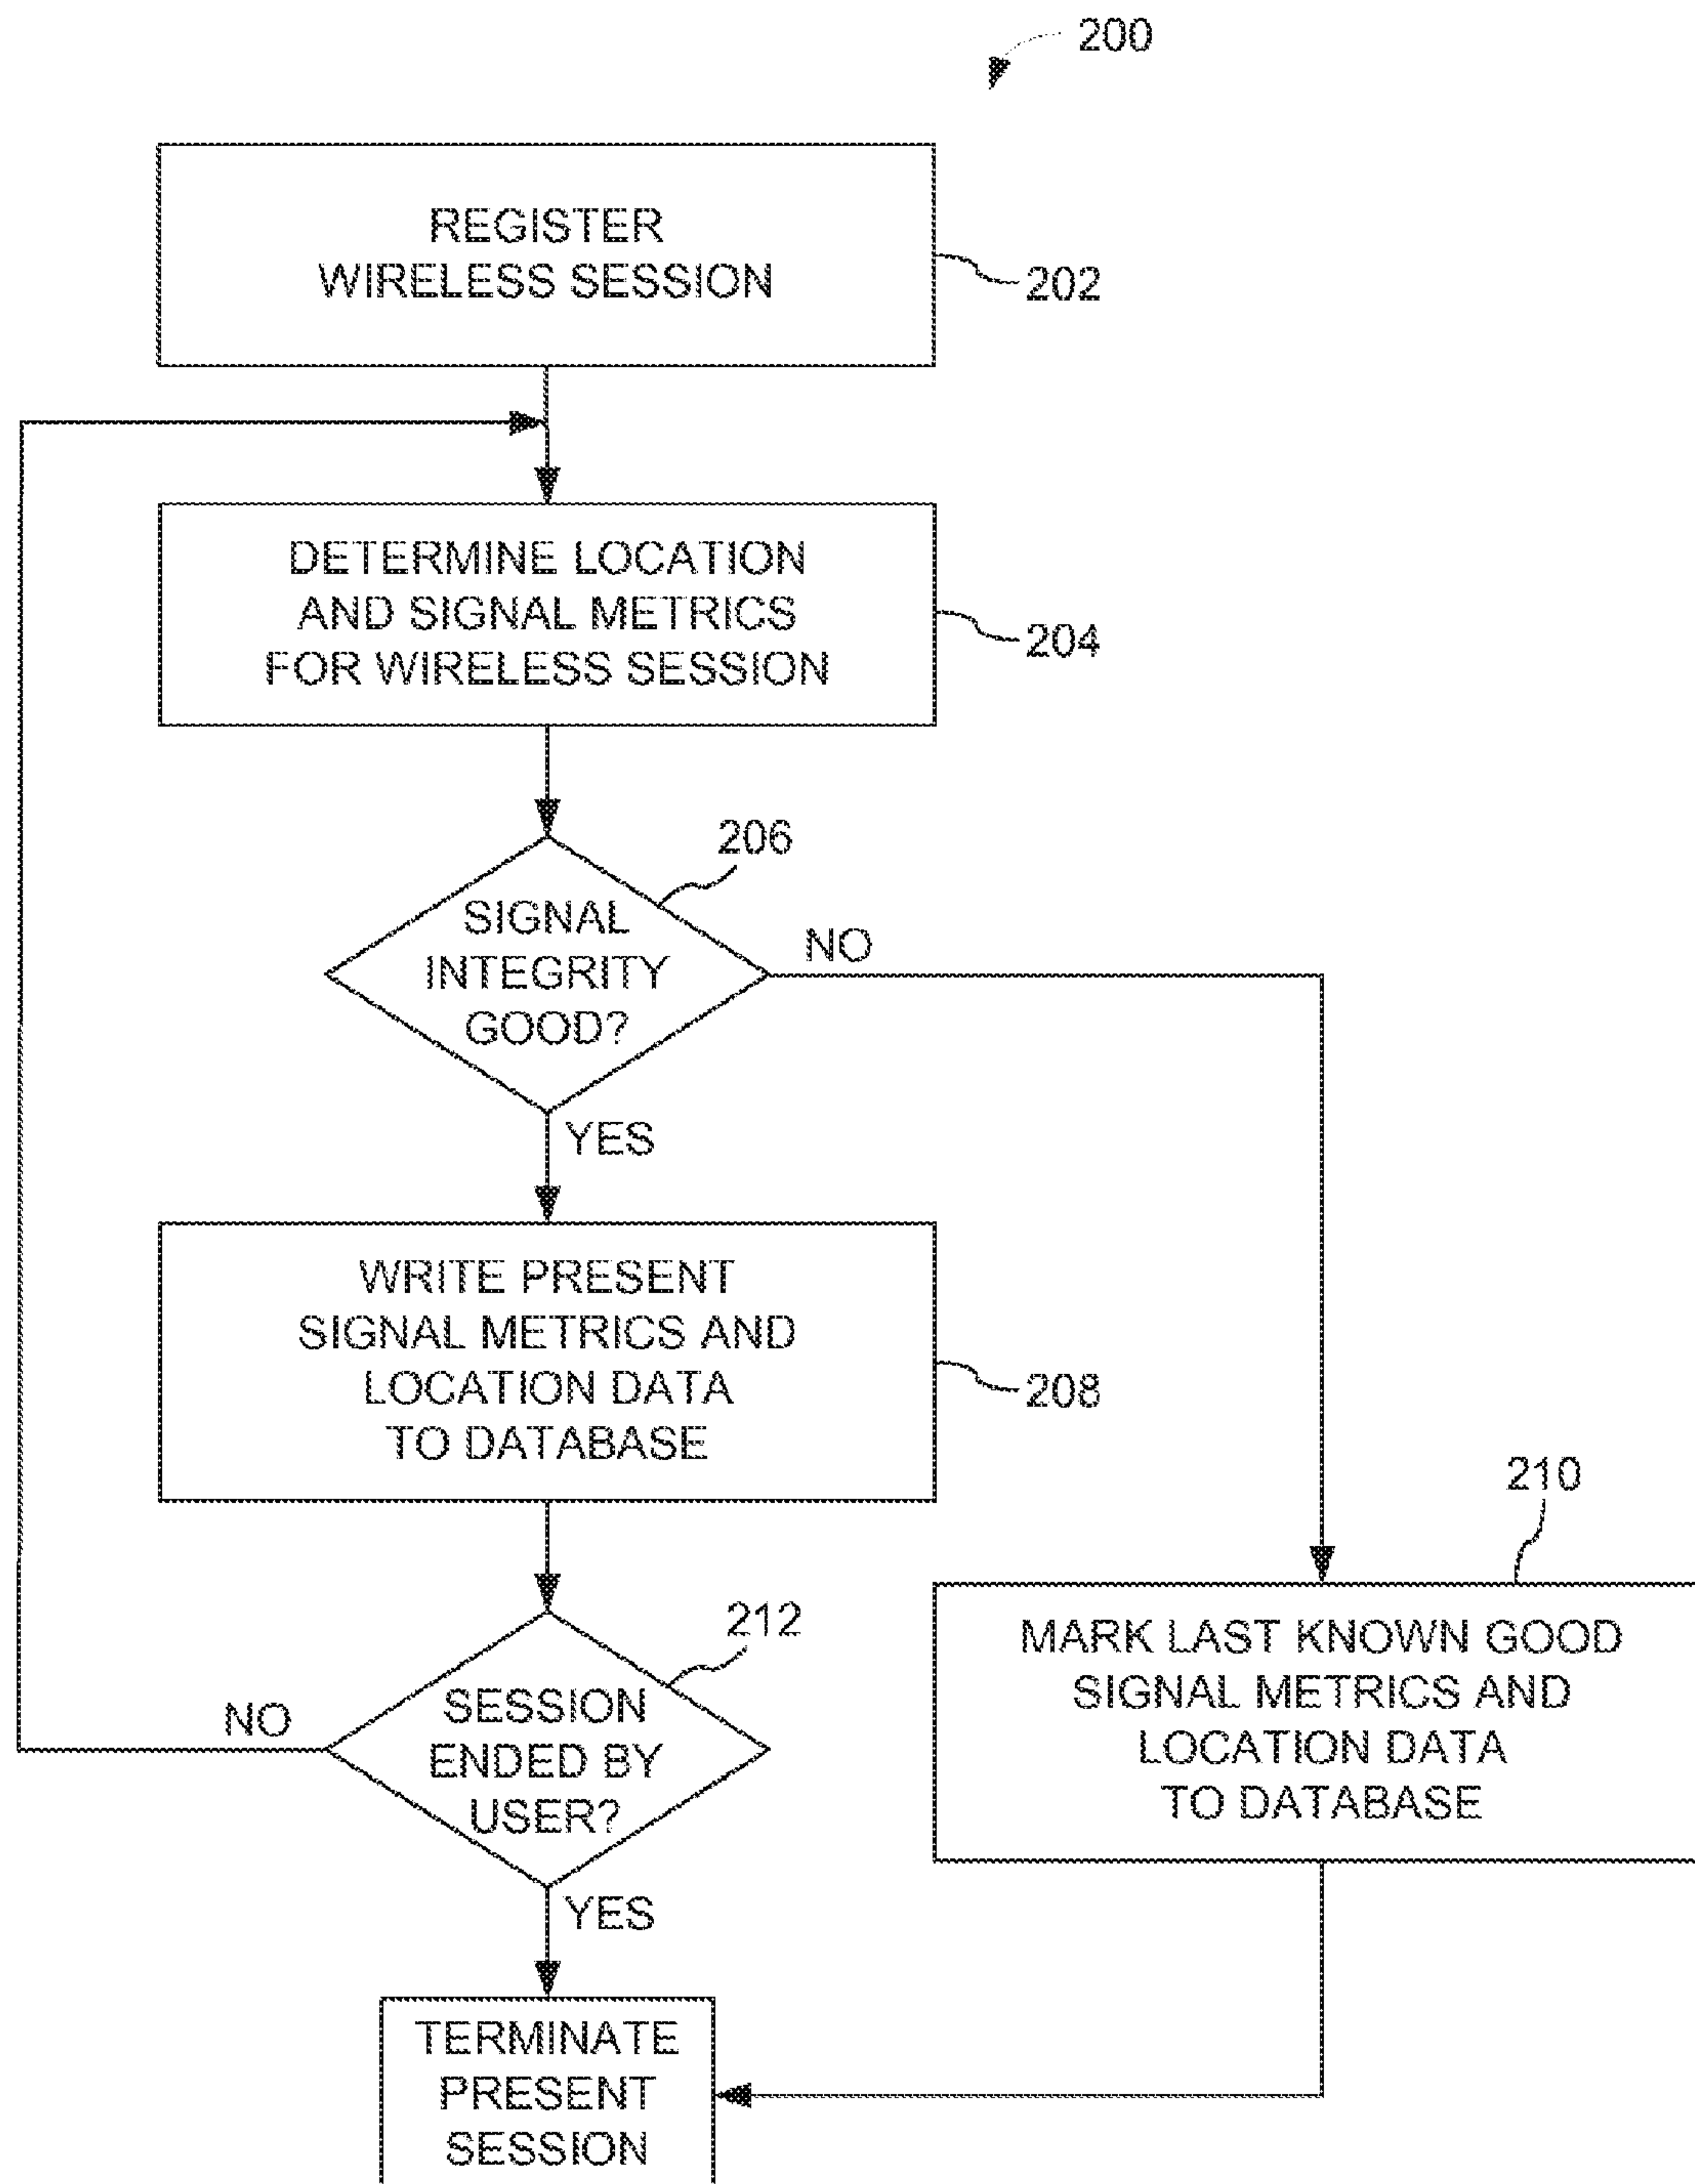 200
REGISTER
WIRELESS SESSION
202
DETERMINE LOCATION
AND SIGNAL METRICS
FOR WIRELESS SESSION
204
206
SIGNAL
INTEGRITY
GOOD?
NO
YES
WRITE PRESENT
SIGNAL METRICS AND
LOCATION DATA
TO DATABASE
208
210
MARK LAST KNOWN GOOD
SIGNAL METRICS AND
LOCATION DATA
TO DATABASE
212
SESSION
ENDED BY
USER?
NO
YES
TERMINATE
PRESENT
SESSION